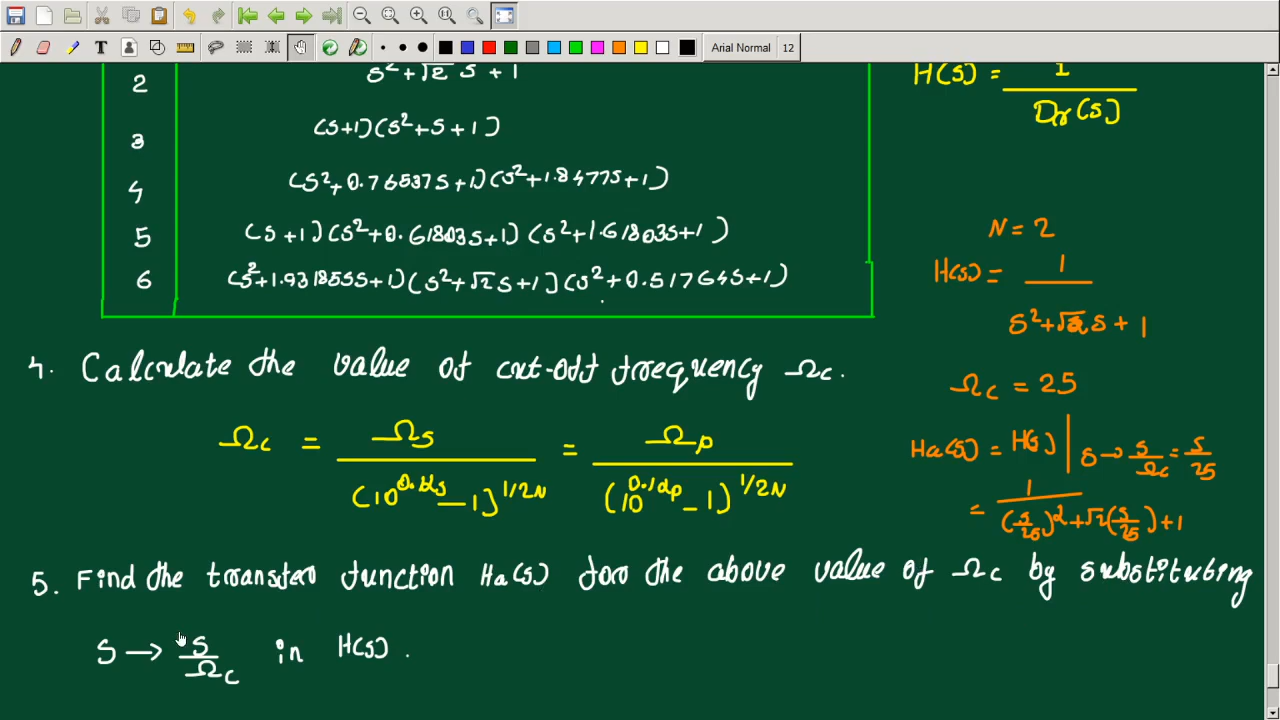 Arial Normal 12
2 S²+√2 S + 1
3 (S+1)(S²+S+1)
4 (S²+0.76537S+1)(S²+1.8477S+1)
5 (S+1)(S²+0.61803S+1)(S²+1.61803S+1)
6 (S²+1.931855S+1)(S²+√2S+1)(S²+0.51764S+1)
H(S) = 1 / Dr(S)
N = 2
H(S) = 1 / S²+√2S+1
Ωc = 25
Ha(S) = H(S) | S→S/Ωc = S/25
= 1 / (S/25)²+√2(S/25)+1
4. Calculate the value of cut-off frequency Ωc.
Ωc = Ωs / (10^0.1αs − 1)^1/2N = Ωp / (10^0.1αp − 1)^1/2N
5. Find the transfer function Ha(S) for the above value of Ωc by substituting
S → S/Ωc in H(S).